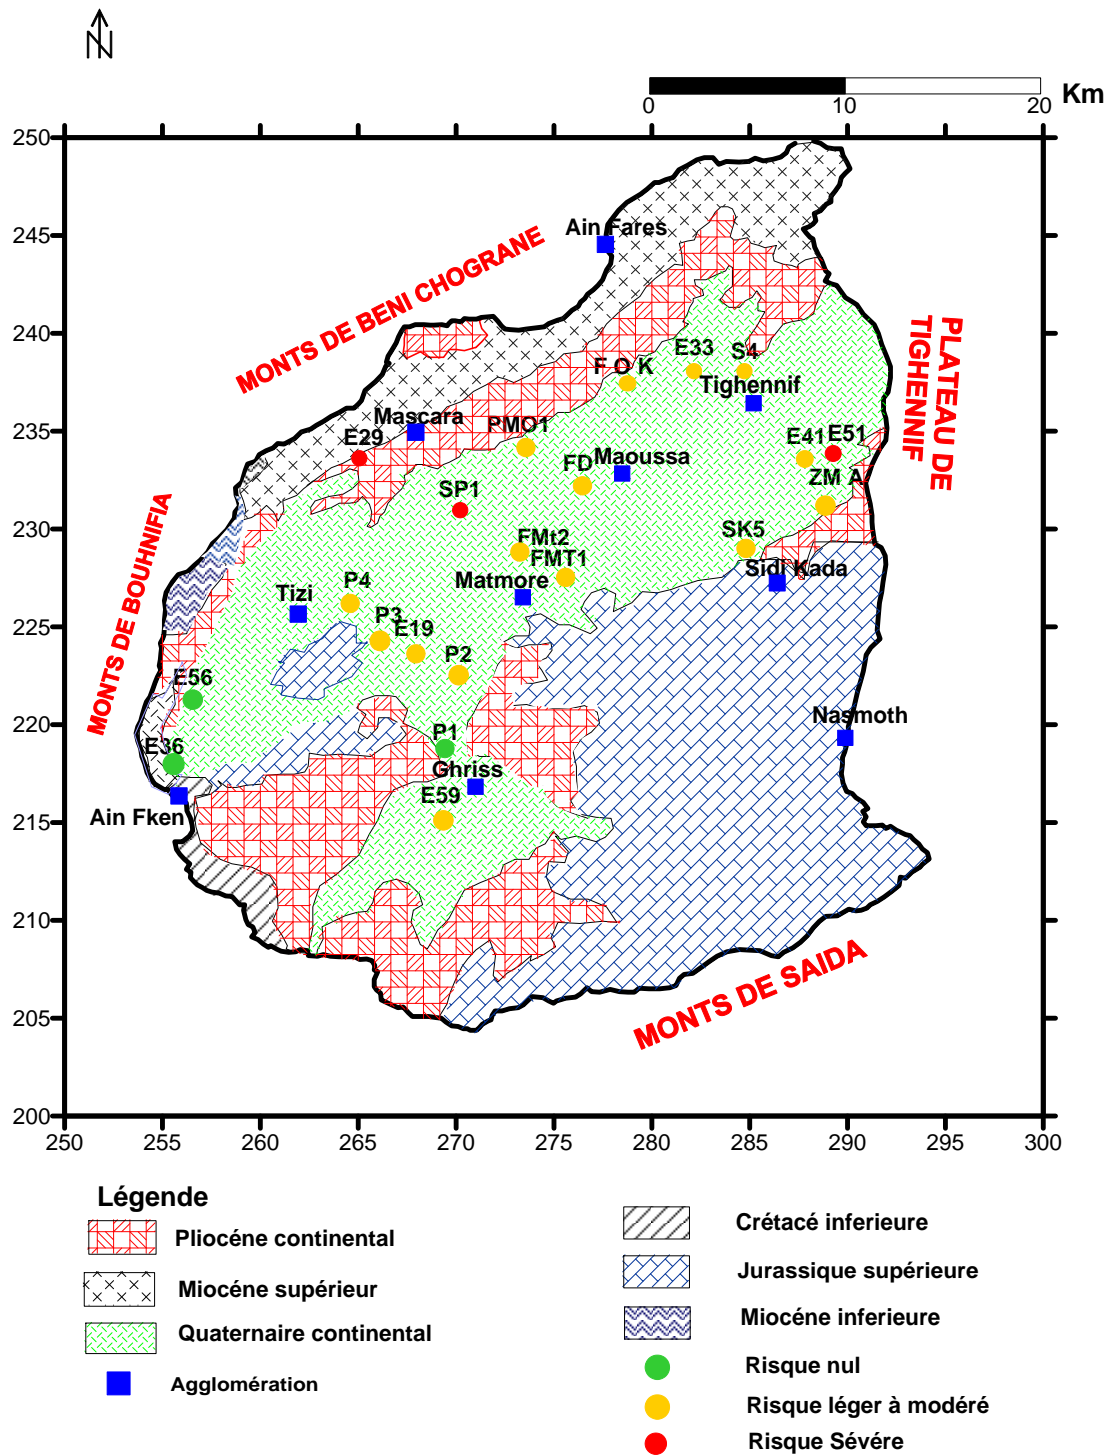 N
Km
0 10 20
250
245
240
235
230
225
220
215
210
205
200
250 255 260 265 270 275 280 285 290 295 300
MONTS DE BENI CHOGRANE
PLATEAU DE
TIGHENNIF
MONTS DE BOUHNIFIA
MONTS DE SAIDA
Ain Fares
E33
S4
F O K
Tighennif
Mascara
PMO1
E29
E41
E51
FD
Maoussa
ZM A
SP1
SK5
FMt2
FMT1
Sidi Kada
Matmore
Tizi
P4
P3
E19
P2
E56
Nasmoth
P1
E36
Ghriss
E59
Ain Fken
Légende
Pliocéne continental
Miocéne supérieur
Quaternaire continental
Agglomération
Crétacé inferieure
Jurassique supérieure
Miocéne inferieure
Risque nul
Risque léger à modéré
Risque Sévére